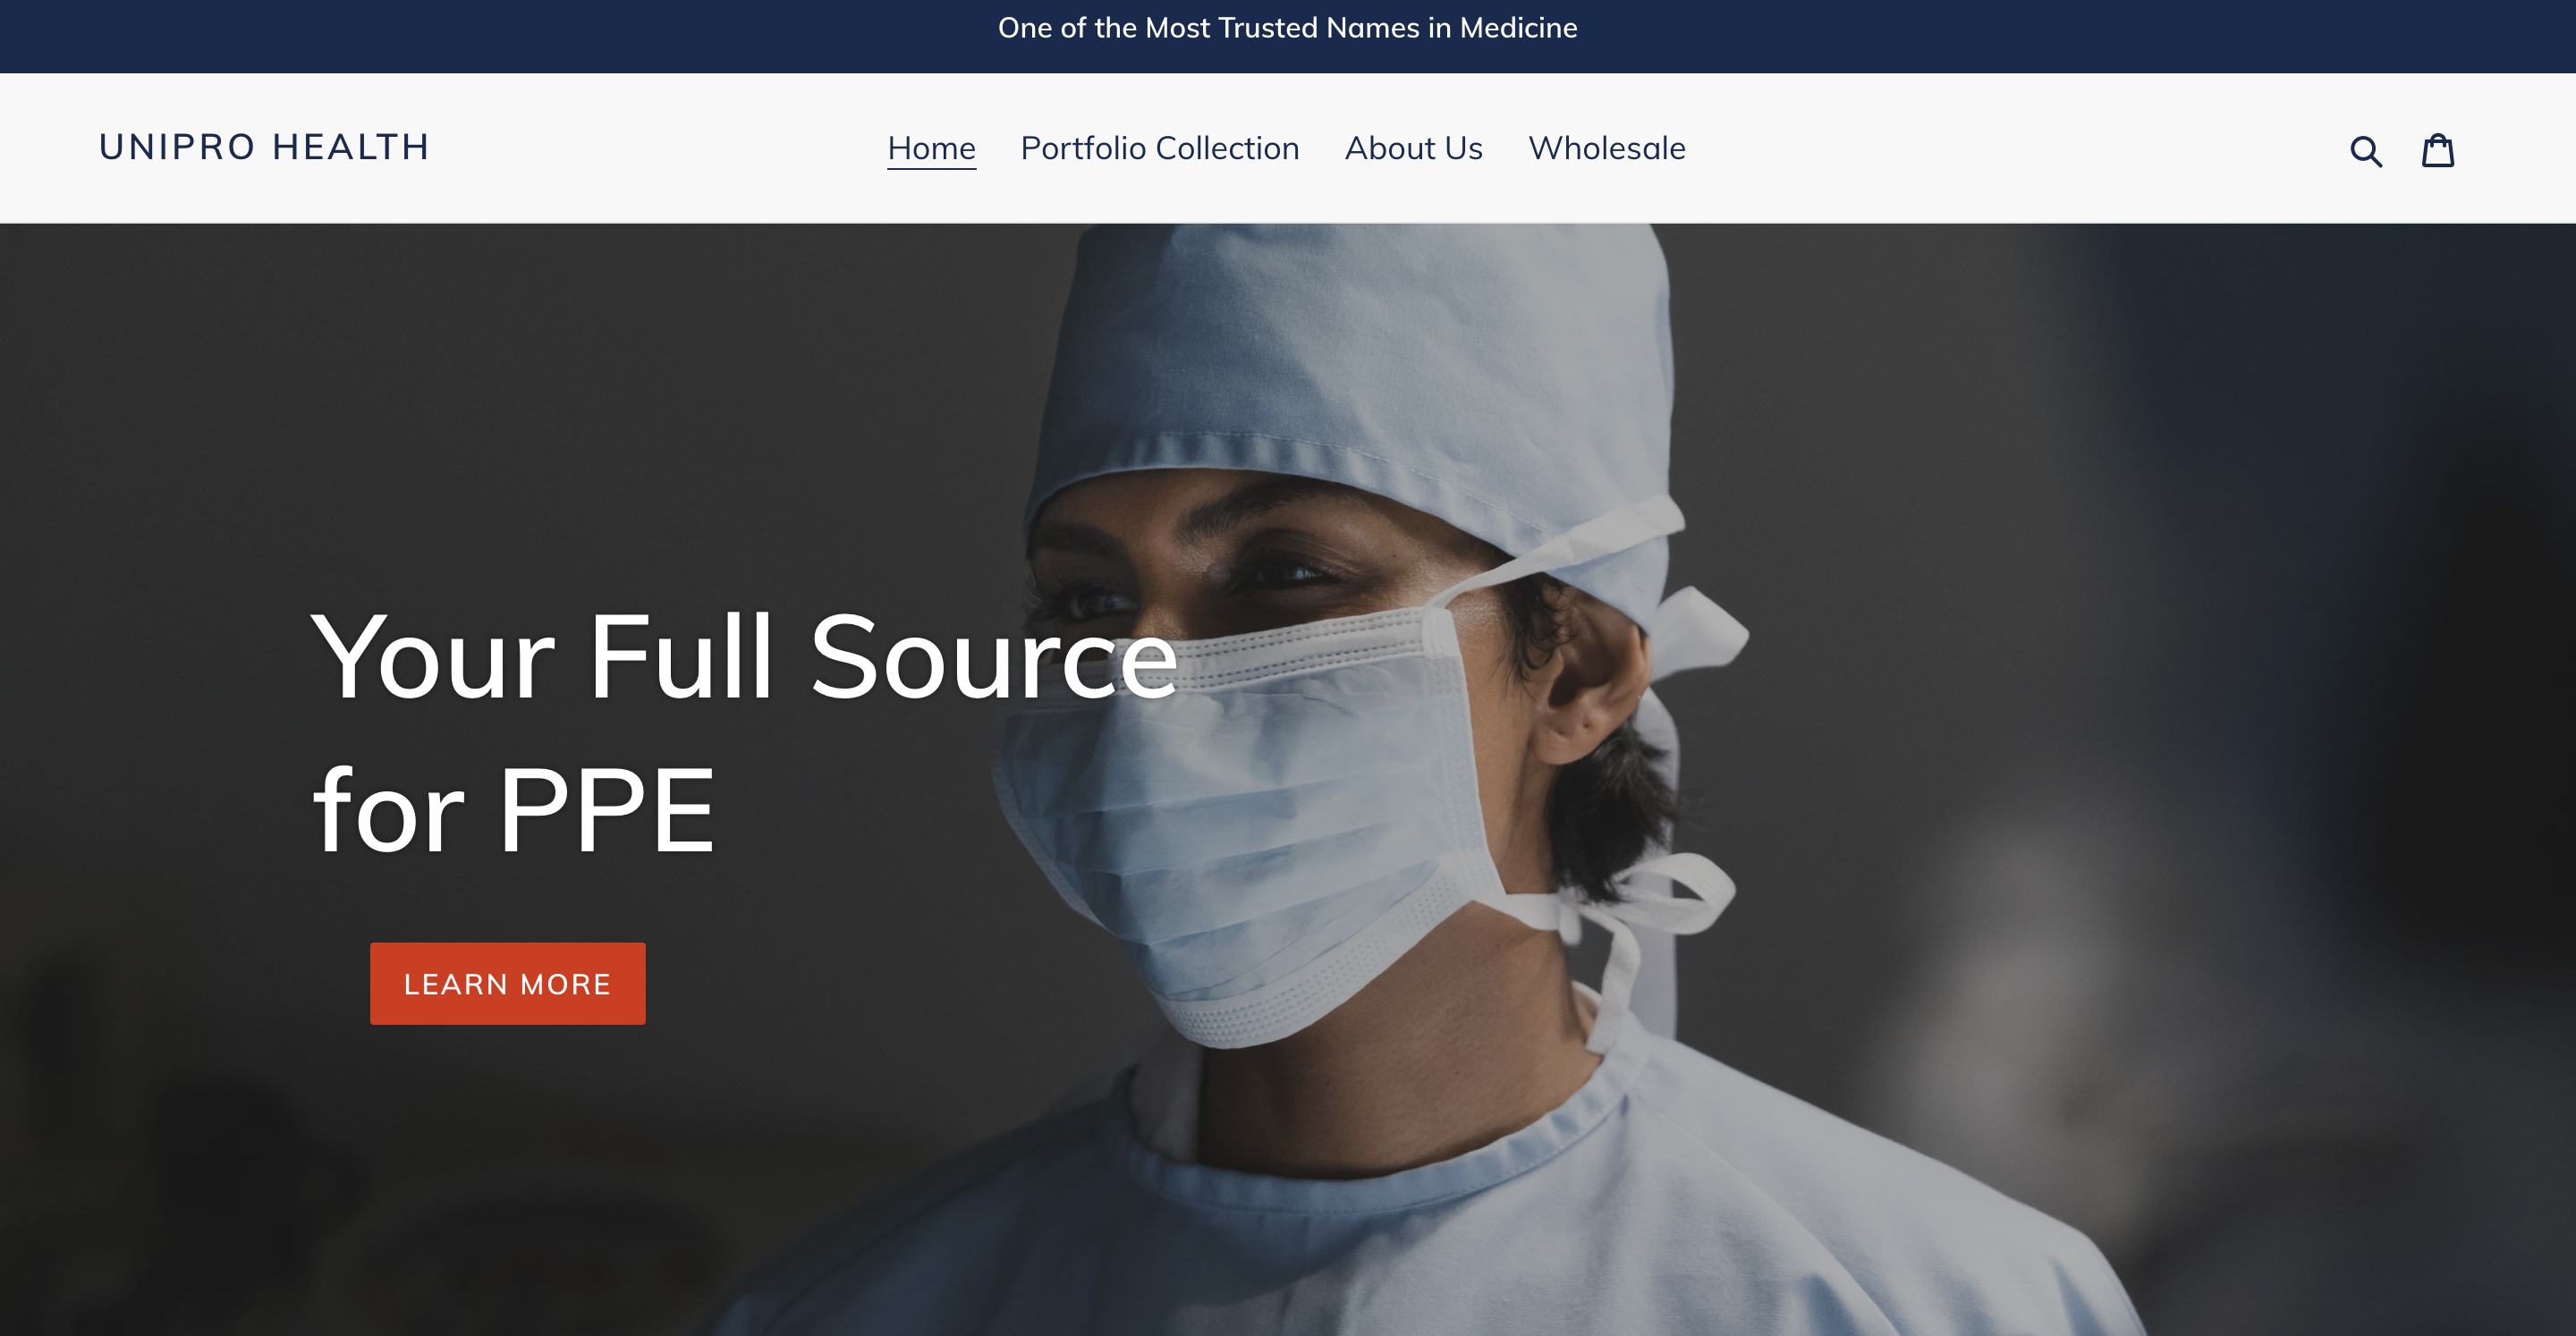 One of the Most Trusted Names in Medicine
UNIPRO HEALTH
Home Portfolio Collection About Us Wholesale
Your Full Source
for PPE
LEARN MORE